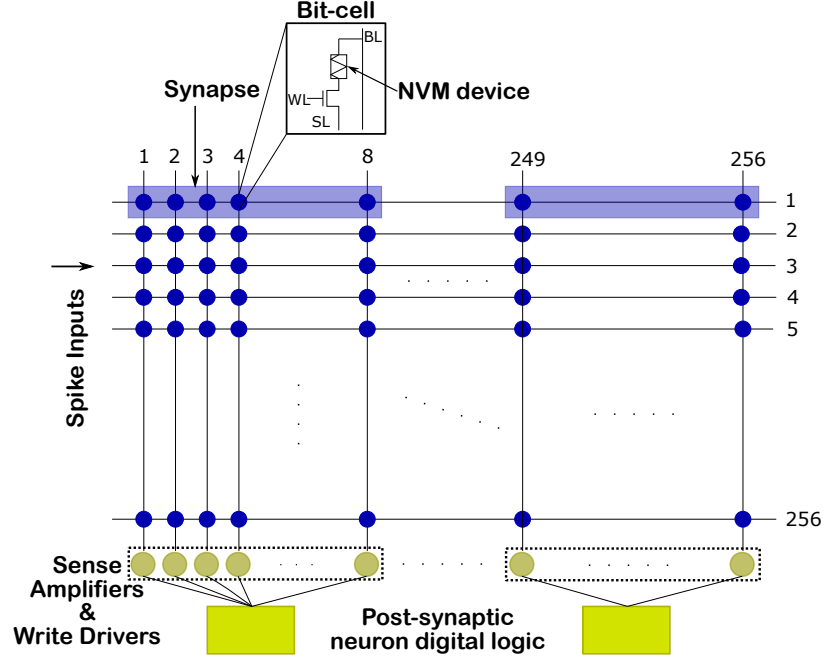 Bit-cell
BL
NVM device
WL
SL
Synapse
1 2 3 4 8 249 256
1
2
3
4
5
256
Spike Inputs
Sense
Amplifiers
&
Write Drivers
Post-synaptic
neuron digital logic